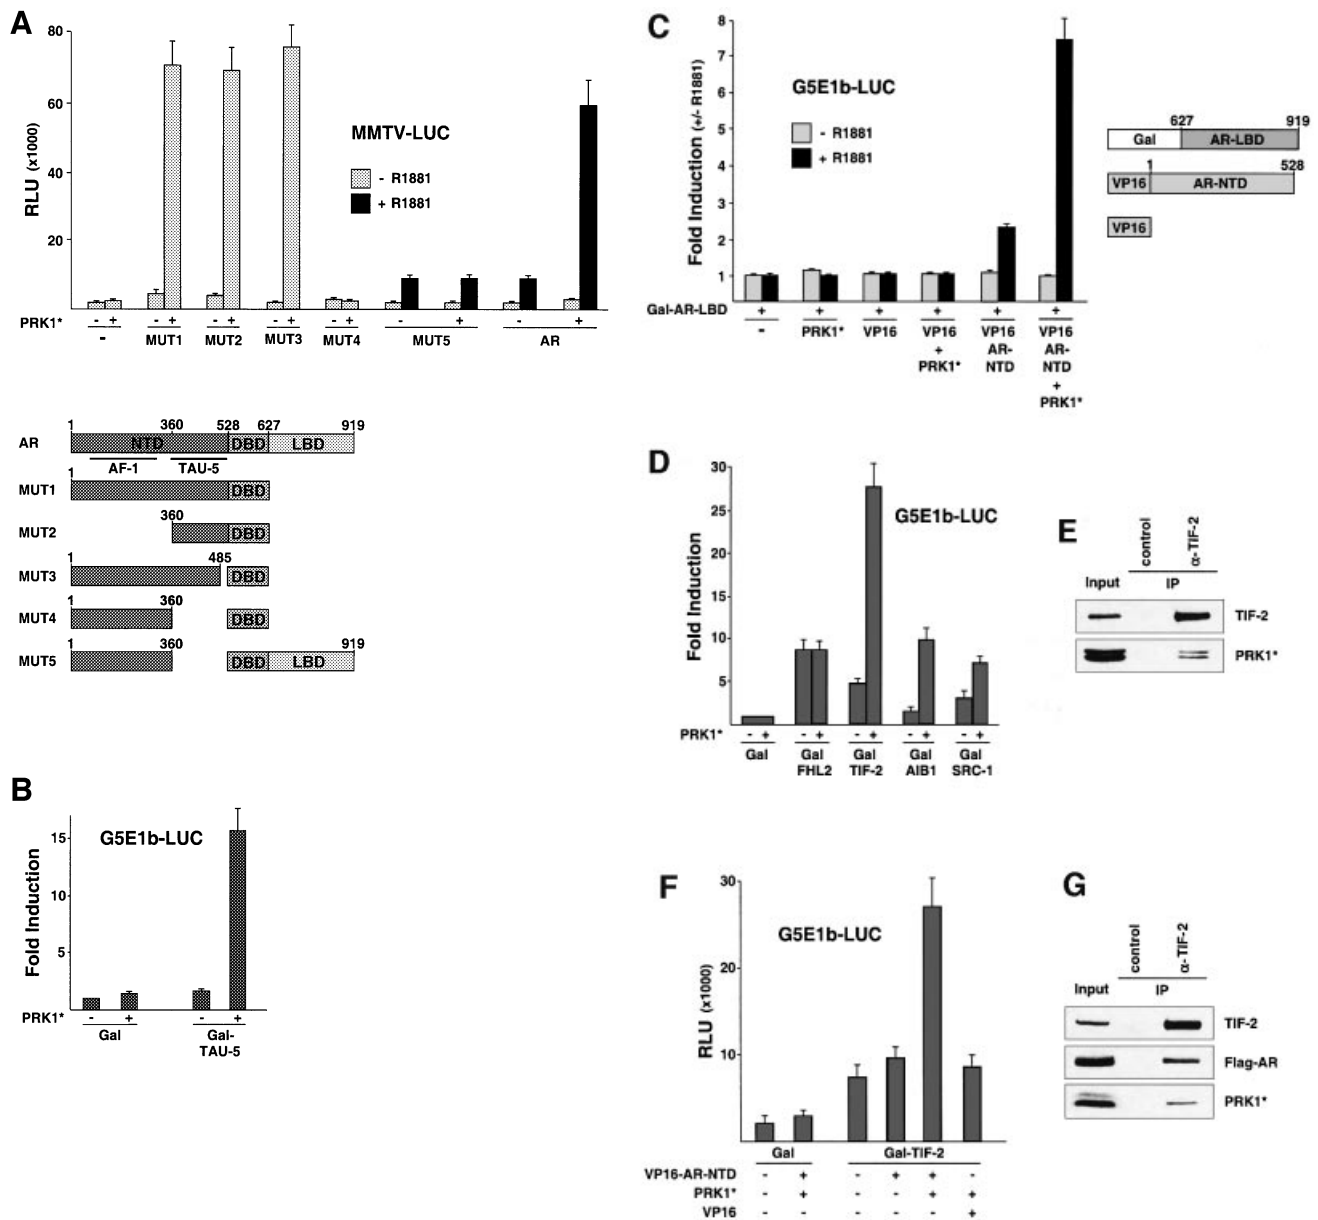 A
80
60
40
20
RLU (x1000)
MMTV-LUC
- R1881
+ R1881
PRK1*
- + - + - + - + - + - + - +
- MUT1 MUT2 MUT3 MUT4 MUT5 AR
1 360 528 627 919
AR NTD DBD LBD
AF-1 TAU-5
1
MUT1 DBD
360
MUT2 DBD
1 485
MUT3 DBD
1 360
MUT4 DBD
1 360 919
MUT5 DBD LBD
B
G5E1b-LUC
15
10
5
Fold Induction
PRK1* - + - +
Gal Gal-
TAU-5
C
8
7
6
5
4
3
2
1
Fold Induction (+/- R1881)
G5E1b-LUC
- R1881
+ R1881
Gal-AR-LBD + + + + + +
- PRK1* VP16 VP16 VP16 VP16
+ AR- AR-
PRK1* NTD NTD
+
PRK1*
627 919
Gal AR-LBD
1 528
VP16 AR-NTD
VP16
D
30
25
20
15
10
5
Fold Induction
G5E1b-LUC
PRK1* - + - + - + - + - +
Gal Gal Gal Gal Gal
FHL2 TIF-2 AIB1 SRC-1
E
control
α-TIF-2
Input IP
TIF-2
PRK1*
F
30
20
10
RLU (x1000)
G5E1b-LUC
Gal Gal-TIF-2
VP16-AR-NTD - + - + + -
PRK1* - + - - + +
VP16 - - - - - +
G
control
α-TIF-2
Input IP
TIF-2
Flag-AR
PRK1*